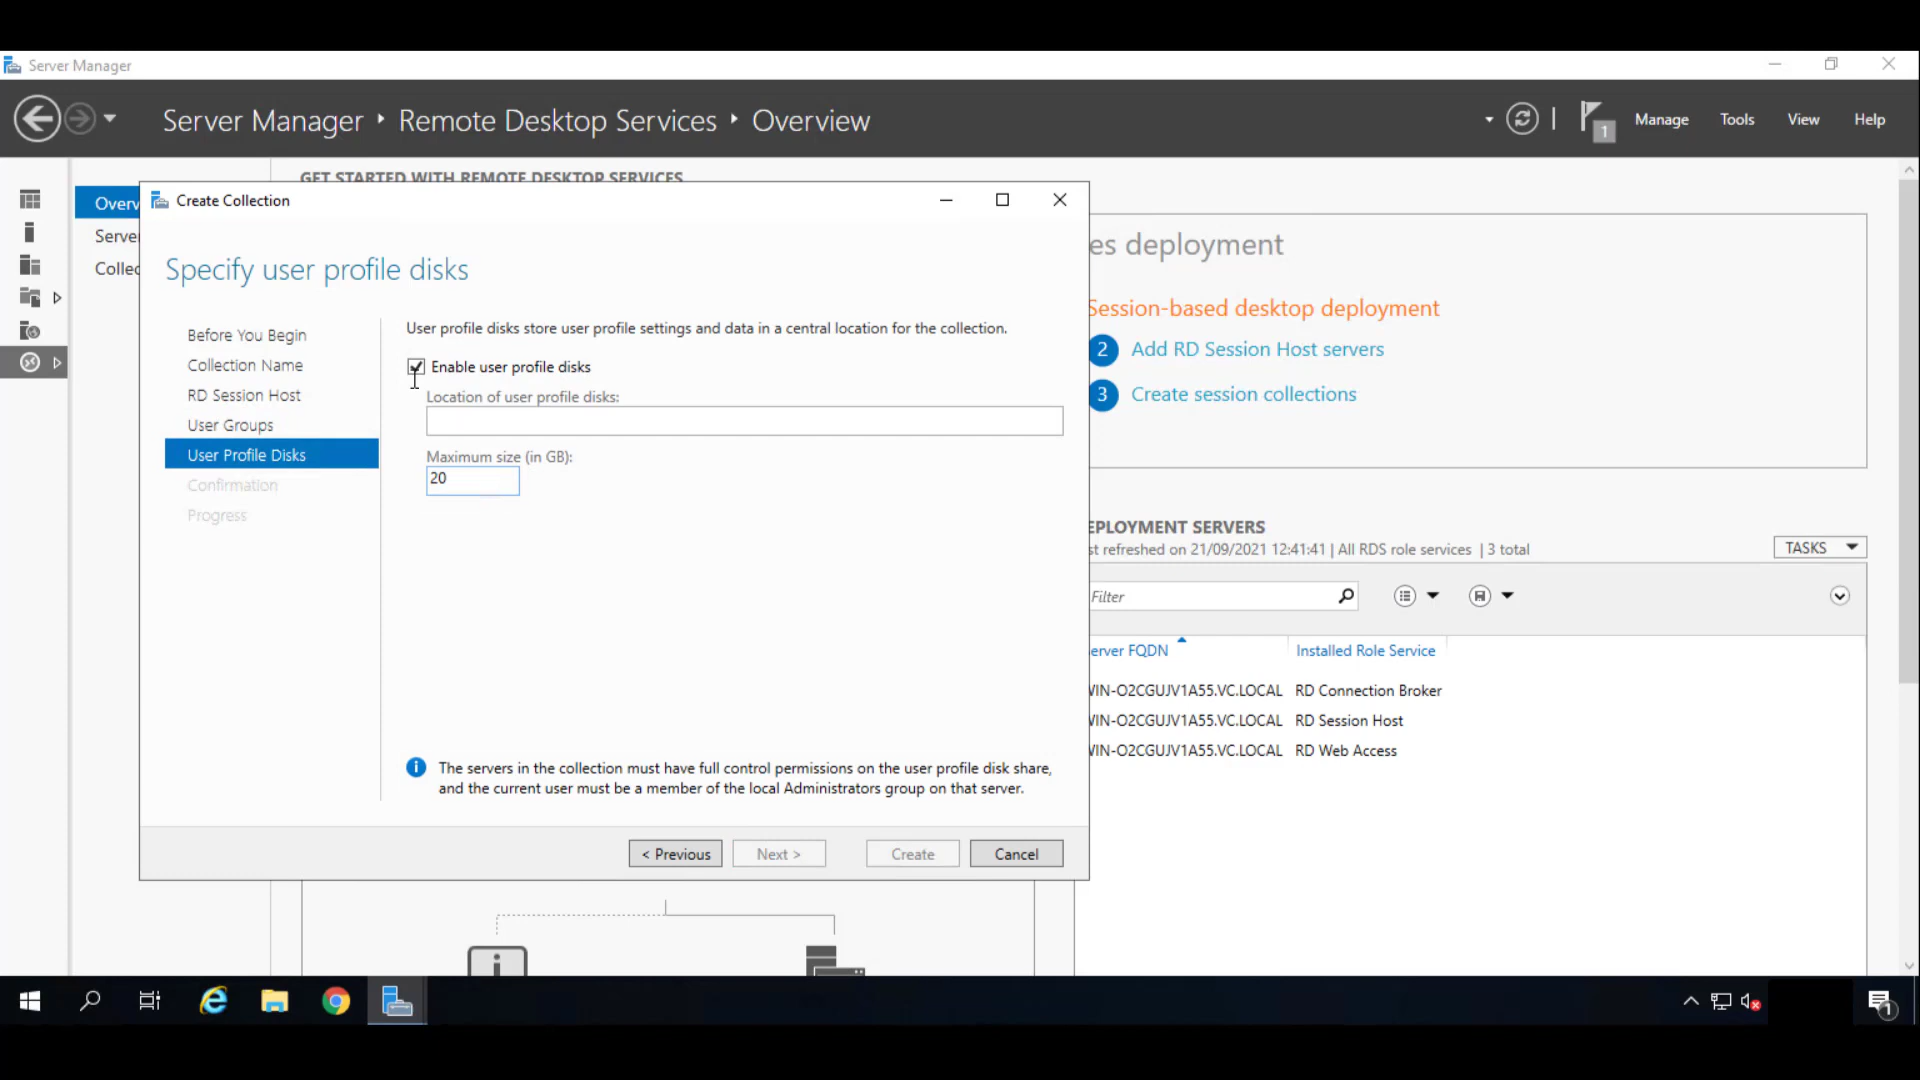 Server Manager
Server Manager Remote Desktop Services Overview
1 Manage Tools View Help
GET STARTED WITH REMOTE DESKTOP SERVICES
Overv
Server
Collec
Create Collection
Specify user profile disks
Before You Begin
Collection Name
RD Session Host
User Groups
User Profile Disks
Confirmation
Progress
User profile disks store user profile settings and data in a central location for the collection.
Enable user profile disks
Location of user profile disks:
Maximum size (in GB):
20
The servers in the collection must have full control permissions on the user profile disk share,
and the current user must be a member of the local Administrators group on that server.
< Previous Next > Create Cancel
es deployment
Session-based desktop deployment
2 Add RD Session Host servers
3 Create session collections
EPLOYMENT SERVERS
st refreshed on 21/09/2021 12:41:41 | All RDS role services | 3 total
TASKS
Filter
erver FQDN Installed Role Service
WIN-O2CGUJV1A55.VC.LOCAL RD Connection Broker
WIN-O2CGUJV1A55.VC.LOCAL RD Session Host
WIN-O2CGUJV1A55.VC.LOCAL RD Web Access
1